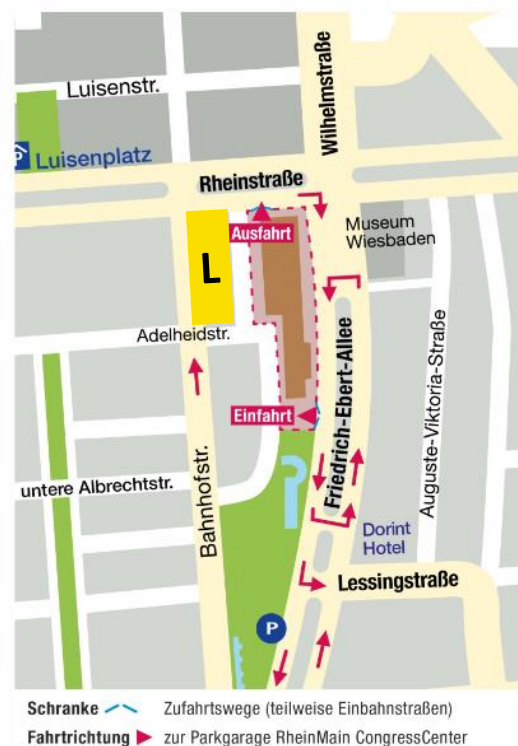 Luisenstr.
Wilhelmstraße
P
Luisenplatz
Rheinstraße
Ausfahrt
Museum
Wiesbaden
L
Adelheidstr.
Einfahrt
Friedrich-Ebert-Allee
Auguste-Viktoria-Straße
untere Albrechtstr.
Bahnhofstr.
Dorint
Hotel
Lessingstraße
P
Schranke Zufahrtswege (teilweise Einbahnstraßen)
Fahrtrichtung zur Parkgarage RheinMain CongressCenter